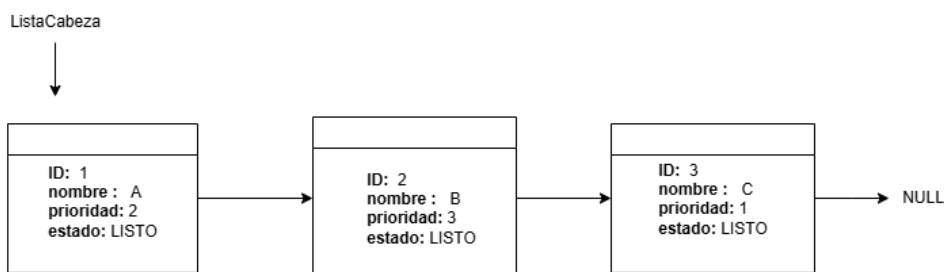 ListaCabeza
ID: 1
nombre : A
prioridad: 2
estado: LISTO
ID: 2
nombre : B
prioridad: 3
estado: LISTO
ID: 3
nombre : C
prioridad: 1
estado: LISTO
NULL